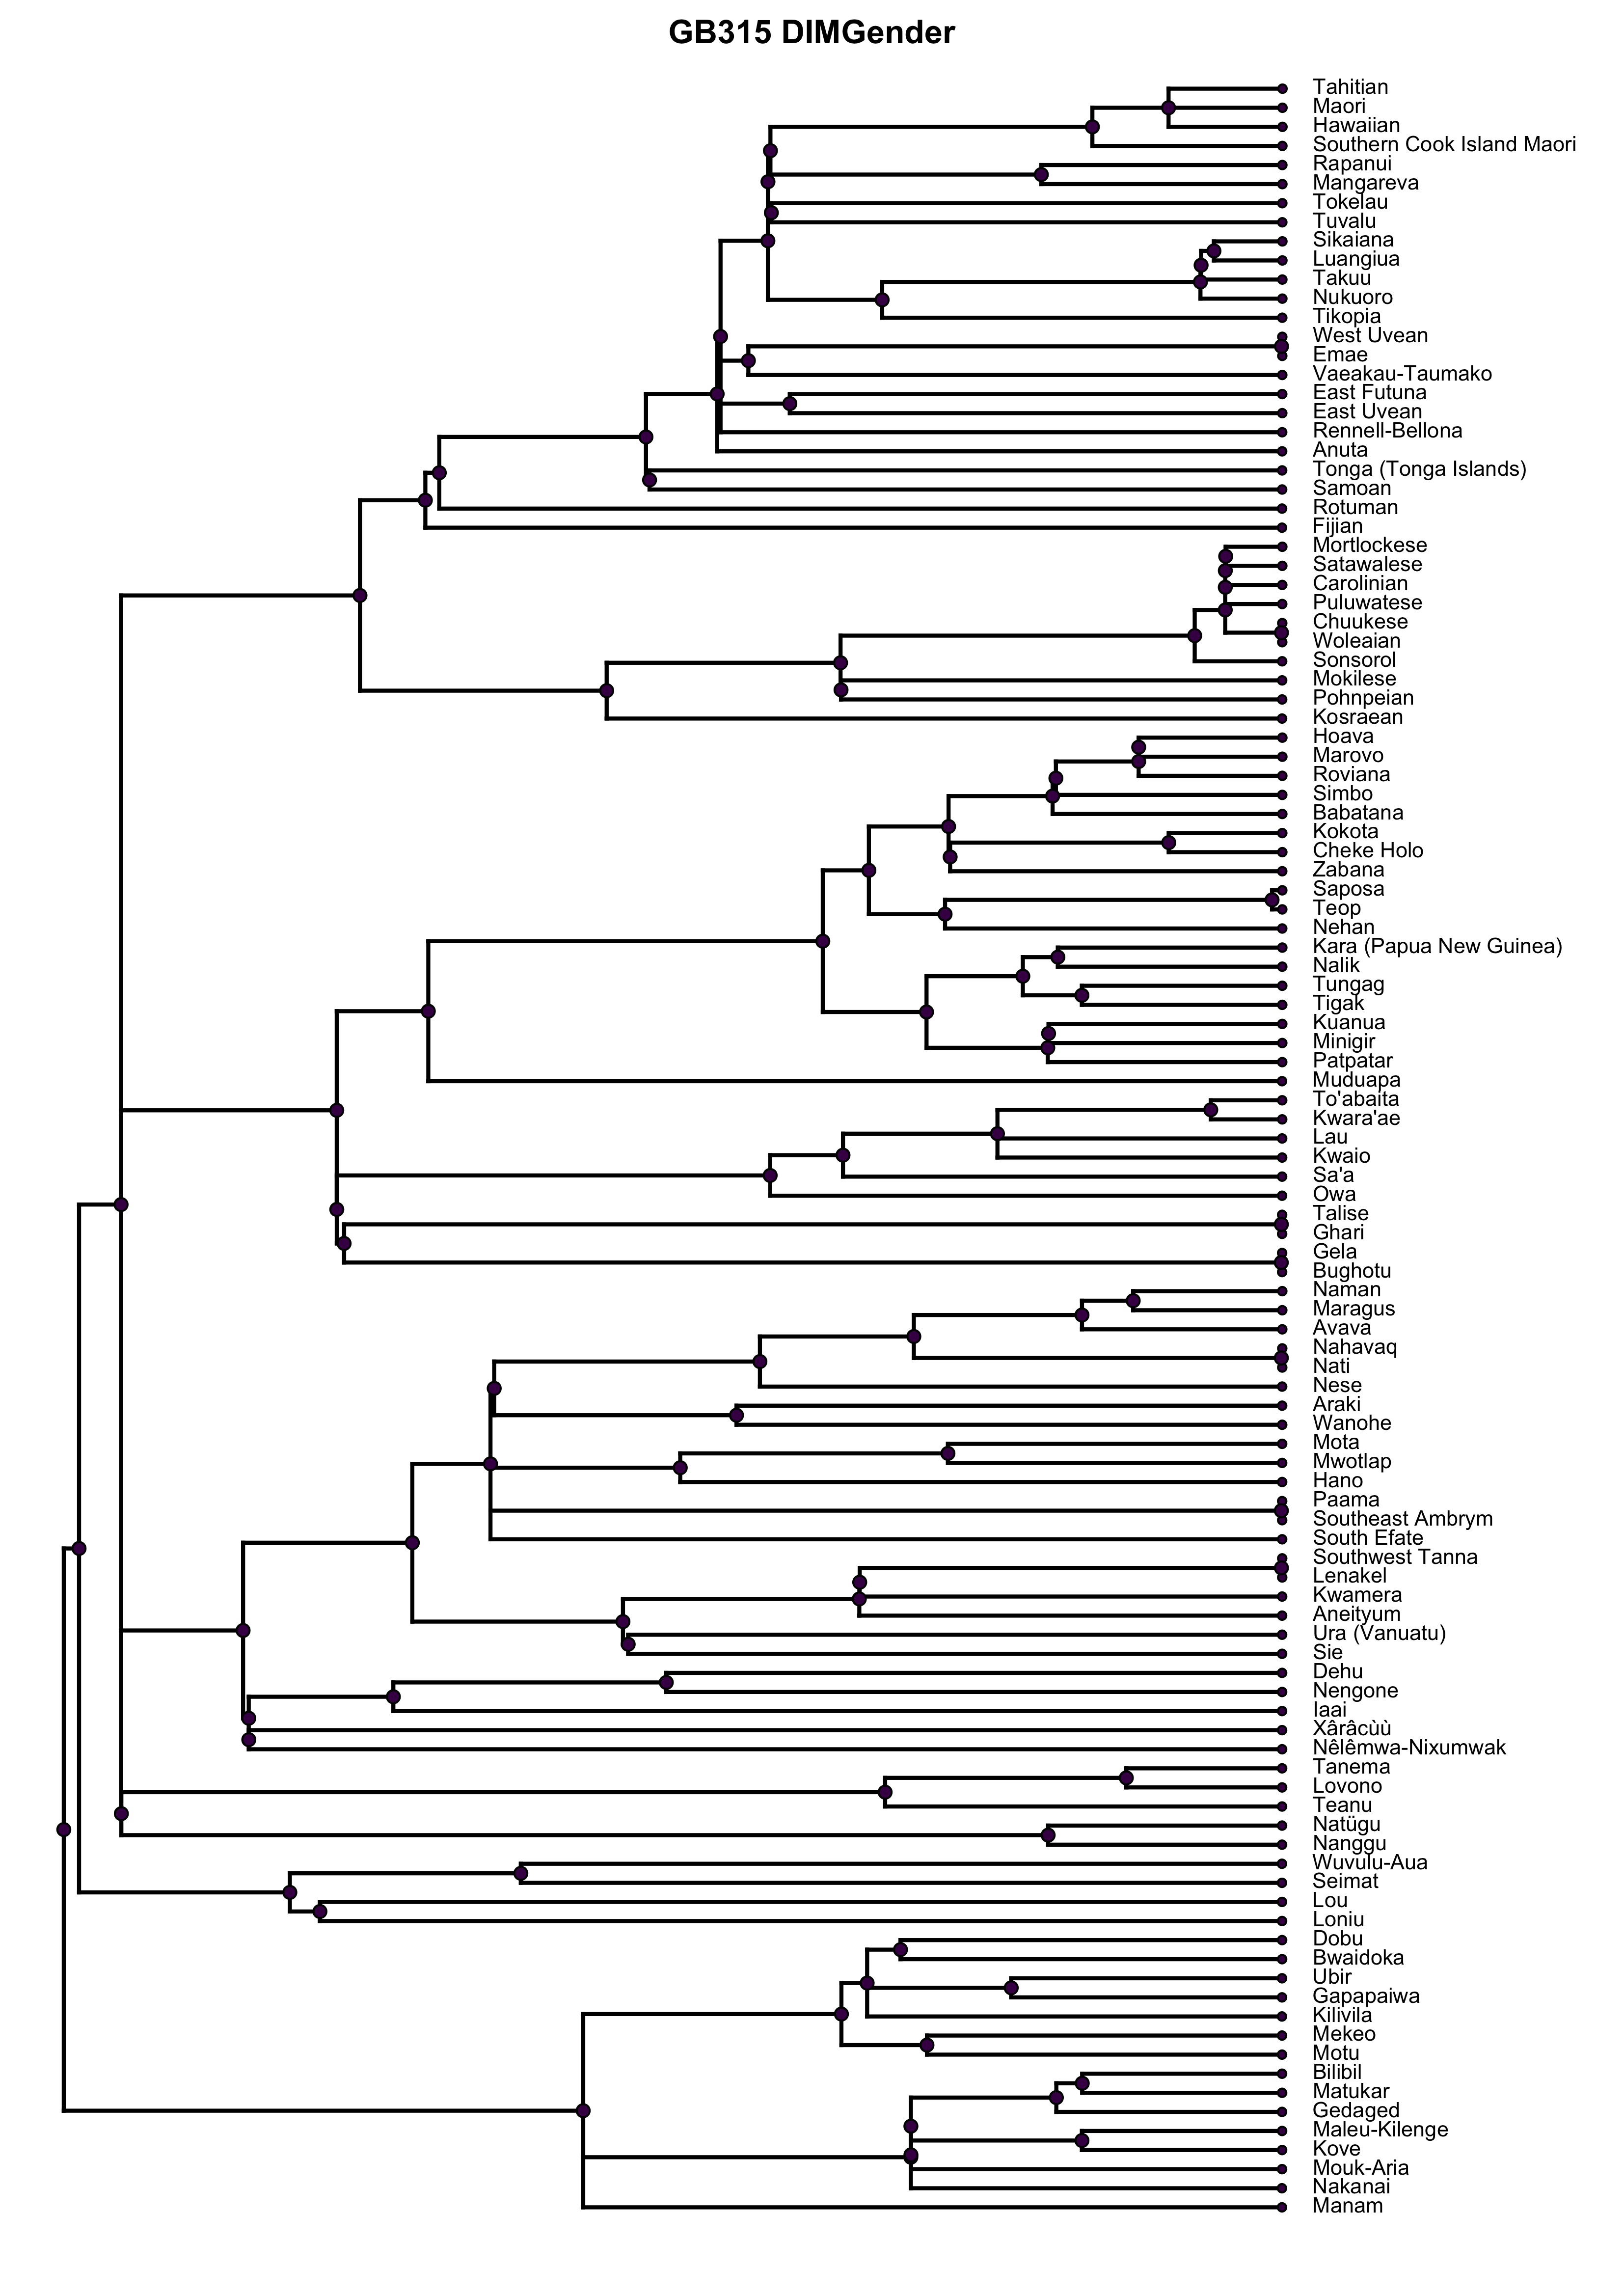 GB315 DIMGender
Tahitian
Maori
Hawaiian
Southern Cook Island Maori
Rapanui
Mangareva
Tokelau
Tuvalu
Sikaiana
Luangiua
Takuu
Nukuoro
Tikopia
West Uvean
Emae
Vaeakau-Taumako
East Futuna
East Uvean
Rennell-Bellona
Anuta
Tonga (Tonga Islands)
Samoan
Rotuman
Fijian
Mortlockese
Satawalese
Carolinian
Puluwatese
Chuukese
Woleaian
Sonsorol
Mokilese
Pohnpeian
Kosraean
Hoava
Marovo
Roviana
Simbo
Babatana
Kokota
Cheke Holo
Zabana
Saposa
Teop
Nehan
Kara (Papua New Guinea)
Nalik
Tungag
Tigak
Kuanua
Minigir
Patpatar
Muduapa
To'abaita
Kwara'ae
Lau
Kwaio
Sa'a
Owa
Talise
Ghari
Gela
Bughotu
Naman
Maragus
Avava
Nahavaq
Nati
Nese
Araki
Wanohe
Mota
Mwotlap
Hano
Paama
Southeast Ambrym
South Efate
Southwest Tanna
Lenakel
Kwamera
Aneityum
Ura (Vanuatu)
Sie
Dehu
Nengone
Iaai
Xârâcùù
Nêlêmwa-Nixumwak
Tanema
Lovono
Teanu
Natügu
Nanggu
Wuvulu-Aua
Seimat
Lou
Loniu
Dobu
Bwaidoka
Ubir
Gapapaiwa
Kilivila
Mekeo
Motu
Bilibil
Matukar
Gedaged
Maleu-Kilenge
Kove
Mouk-Aria
Nakanai
Manam